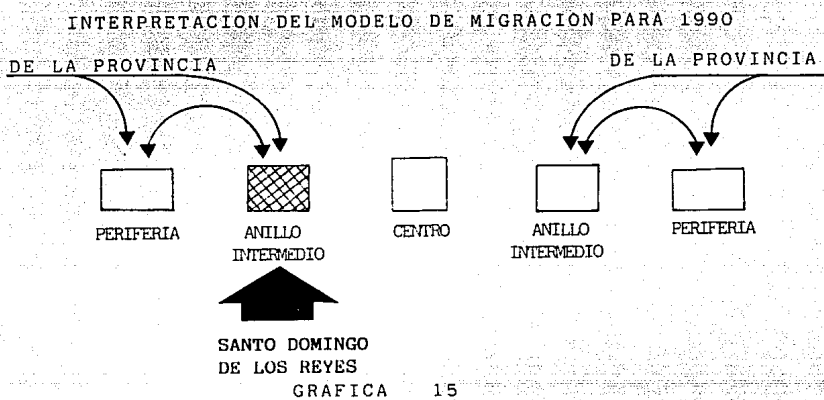 INTERPRETACION DEL MODELO DE MIGRACION PARA 1990
DE LA PROVINCIA
DE LA PROVINCIA
PERIFERIA
ANILLO
INTERMEDIO
CENTRO
ANILLO
INTERMEDIO
PERIFERIA
SANTO DOMINGO
DE LOS REYES
GRAFICA 15